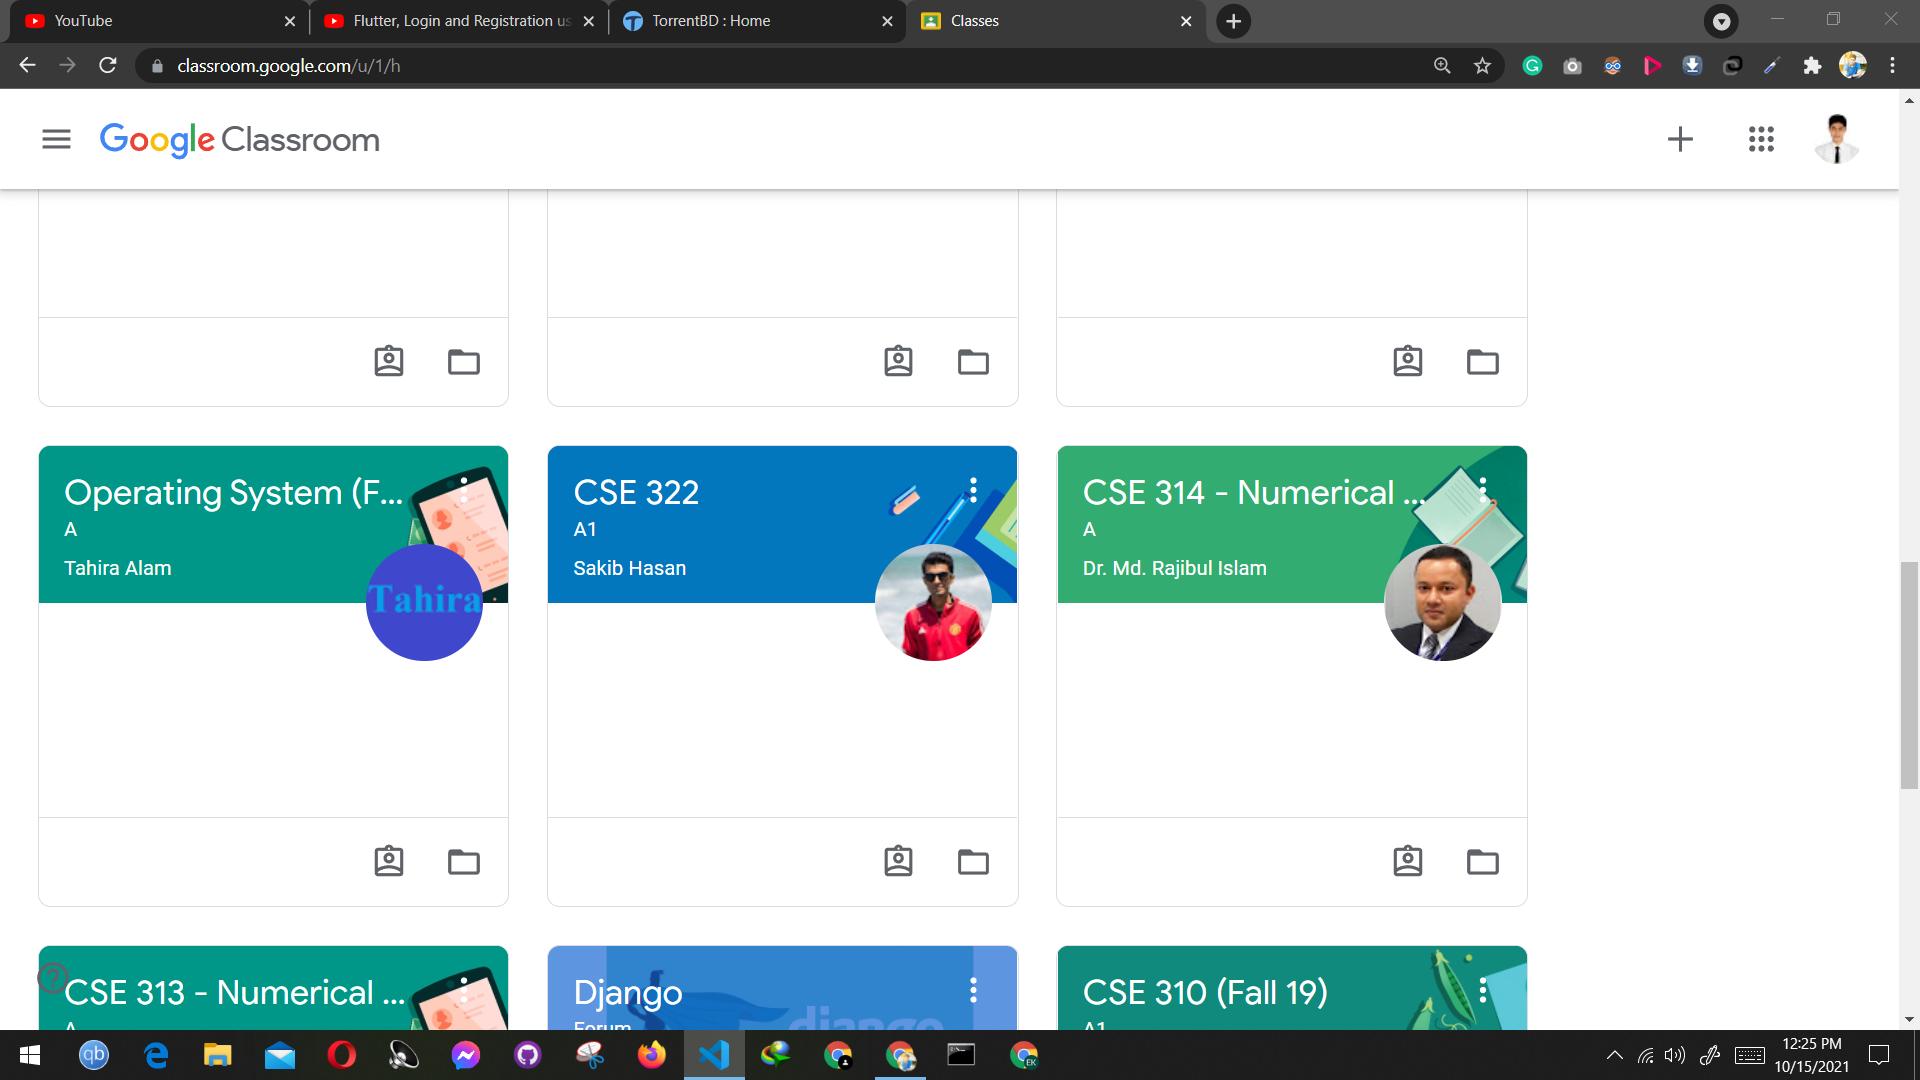 YouTube
Flutter, Login and Registration us
TorrentBD : Home
Classes
classroom.google.com/u/1/h
Google Classroom
Operating System (F...
A
Tahira Alam
Tahira
CSE 322
A1
Sakib Hasan
CSE 314 - Numerical ...
A
Dr. Md. Rajibul Islam
CSE 313 - Numerical ...
A
Django
Forum
django
CSE 310 (Fall 19)
A1
qb
EK
12:25 PM
10/15/2021